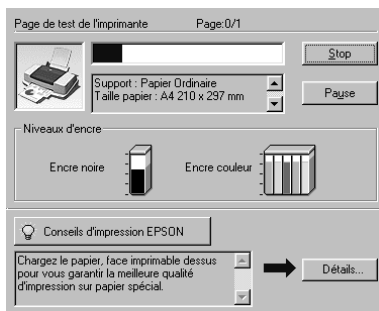 Page de test de l'imprimante Page:0/1
Stop
Support : Papier Ordinaire
Taille papier : A4 210 x 297 mm
Pause
Niveaux d'encre
Encre noire Encre couleur
Conseils d'impression EPSON
Chargez le papier, face imprimable dessus
pour vous garantir la meilleure qualité
d'impression sur papier spécial.
Détails...